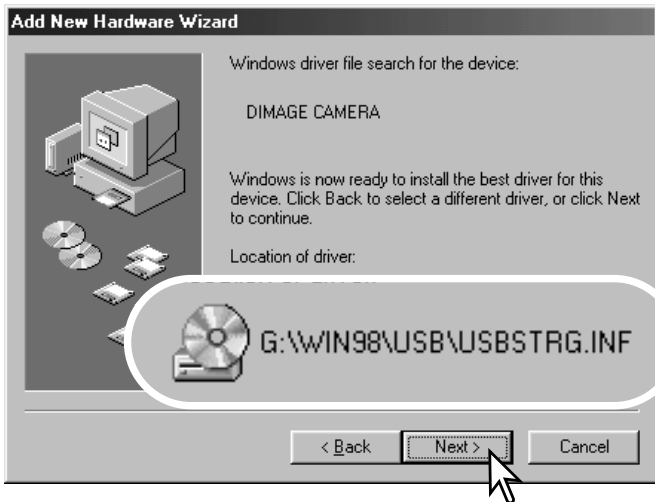 Add New Hardware Wizard
Windows driver file search for the device:
DIMAGE CAMERA
Windows is now ready to install the best driver for this
device. Click Back to select a different driver, or click Next
to continue.
Location of driver:
G:\WIN98\USB\USBSTRG.INF
< Back
Next >
Cancel